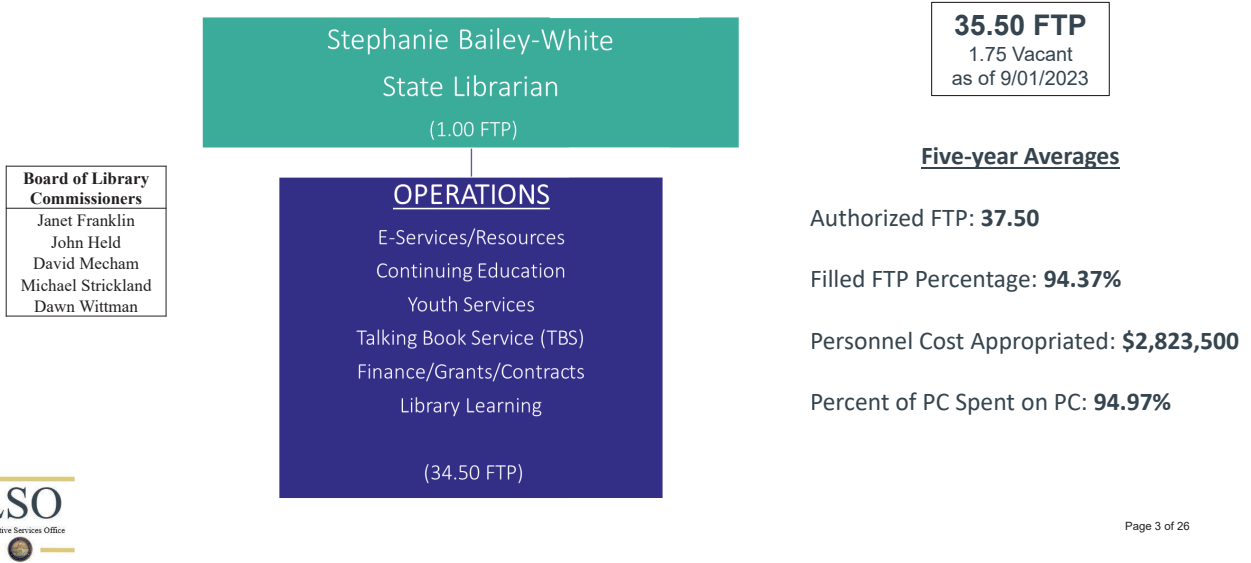 Stephanie Bailey-White
State Librarian
(1.00 FTP)
35.50 FTP
1.75 Vacant
as of 9/01/2023
Board of Library
Commissioners
Janet Franklin
John Held
David Mecham
Michael Strickland
Dawn Wittman
OPERATIONS
E-Services/Resources
Continuing Education
Youth Services
Talking Book Service (TBS)
Finance/Grants/Contracts
Library Learning
(34.50 FTP)
Five-year Averages
Authorized FTP: 37.50
Filled FTP Percentage: 94.37%
Personnel Cost Appropriated: $2,823,500
Percent of PC Spent on PC: 94.97%
SO
tive Services Office
Page 3 of 26